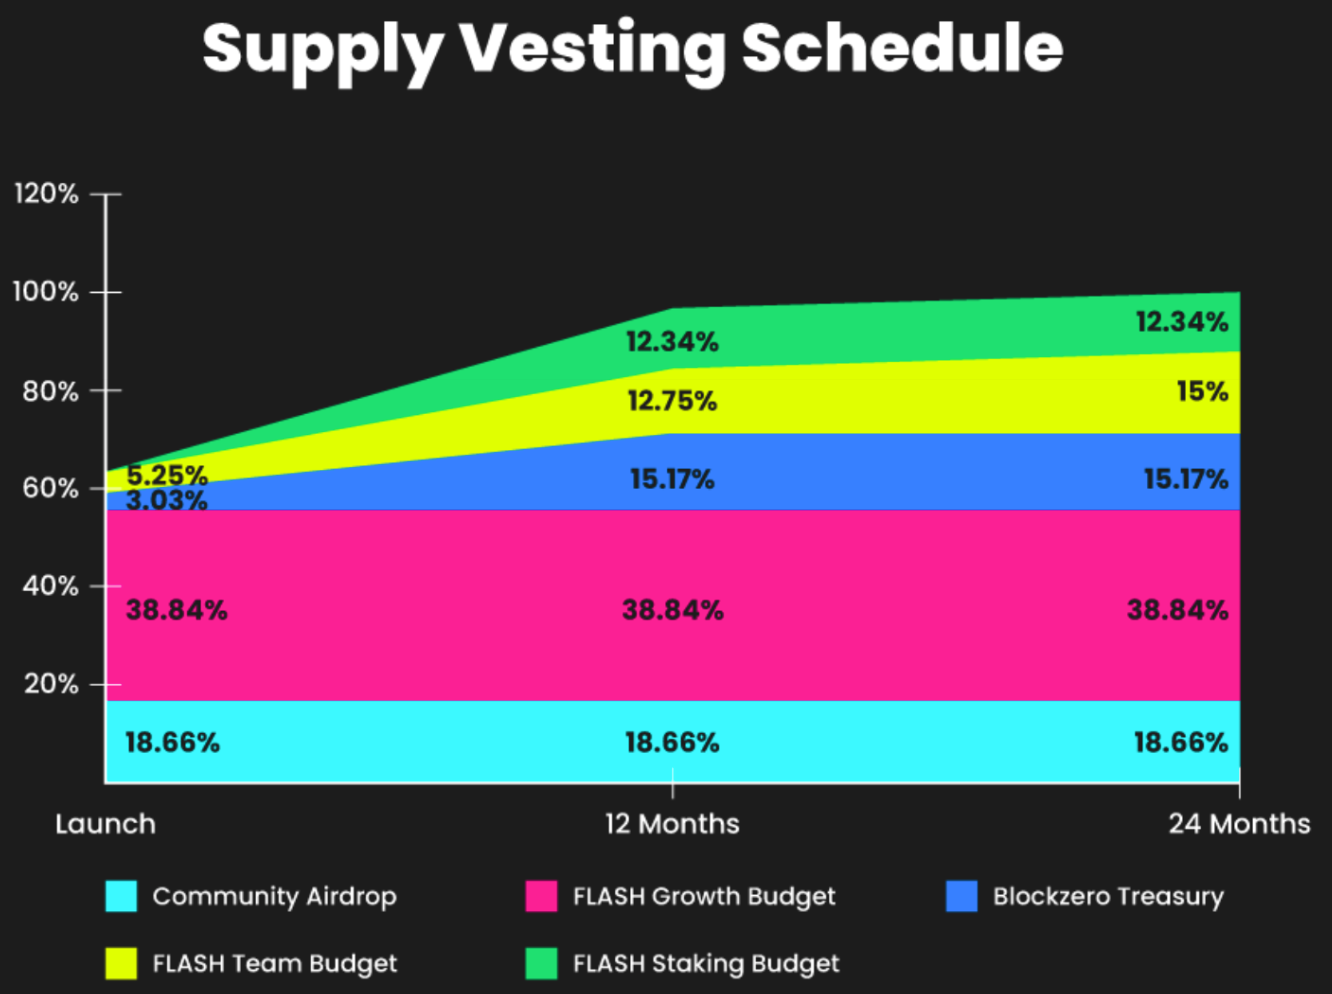 Supply Vesting Schedule
120%
100%
80%
60%
40%
20%
12.34%
12.34%
12.75%
15%
5.25%
3.03%
15.17%
15.17%
38.84%
38.84%
38.84%
18.66%
18.66%
18.66%
Launch
12 Months
24 Months
Community Airdrop
FLASH Growth Budget
Blockzero Treasury
FLASH Team Budget
FLASH Staking Budget